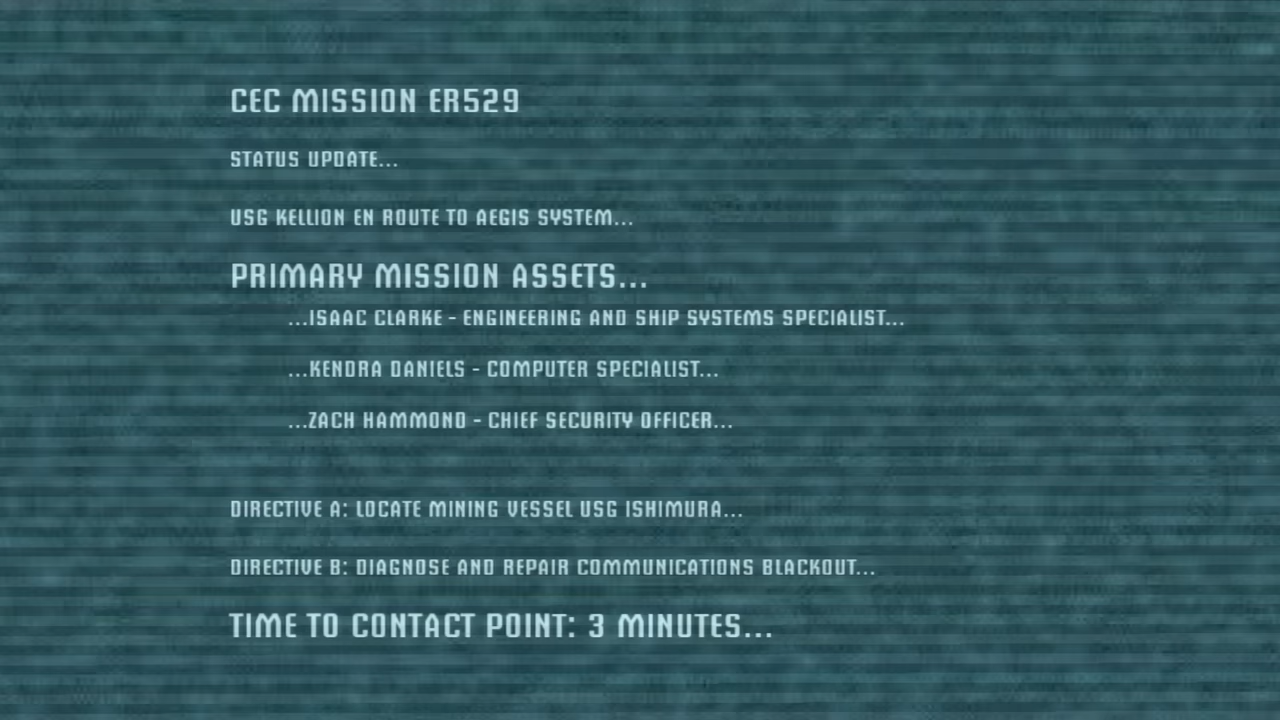 CEC MISSION ER529
STATUS UPDATE...
USG KELLION EN ROUTE TO AEGIS SYSTEM...
PRIMARY MISSION ASSETS...
...ISAAC CLARKE - ENGINEERING AND SHIP SYSTEMS SPECIALIST...
...KENDRA DANIELS - COMPUTER SPECIALIST...
...ZACH HAMMOND - CHIEF SECURITY OFFICER...
DIRECTIVE A: LOCATE MINING VESSEL USG ISHIMURA...
DIRECTIVE B: DIAGNOSE AND REPAIR COMMUNICATIONS BLACKOUT...
TIME TO CONTACT POINT: 3 MINUTES...